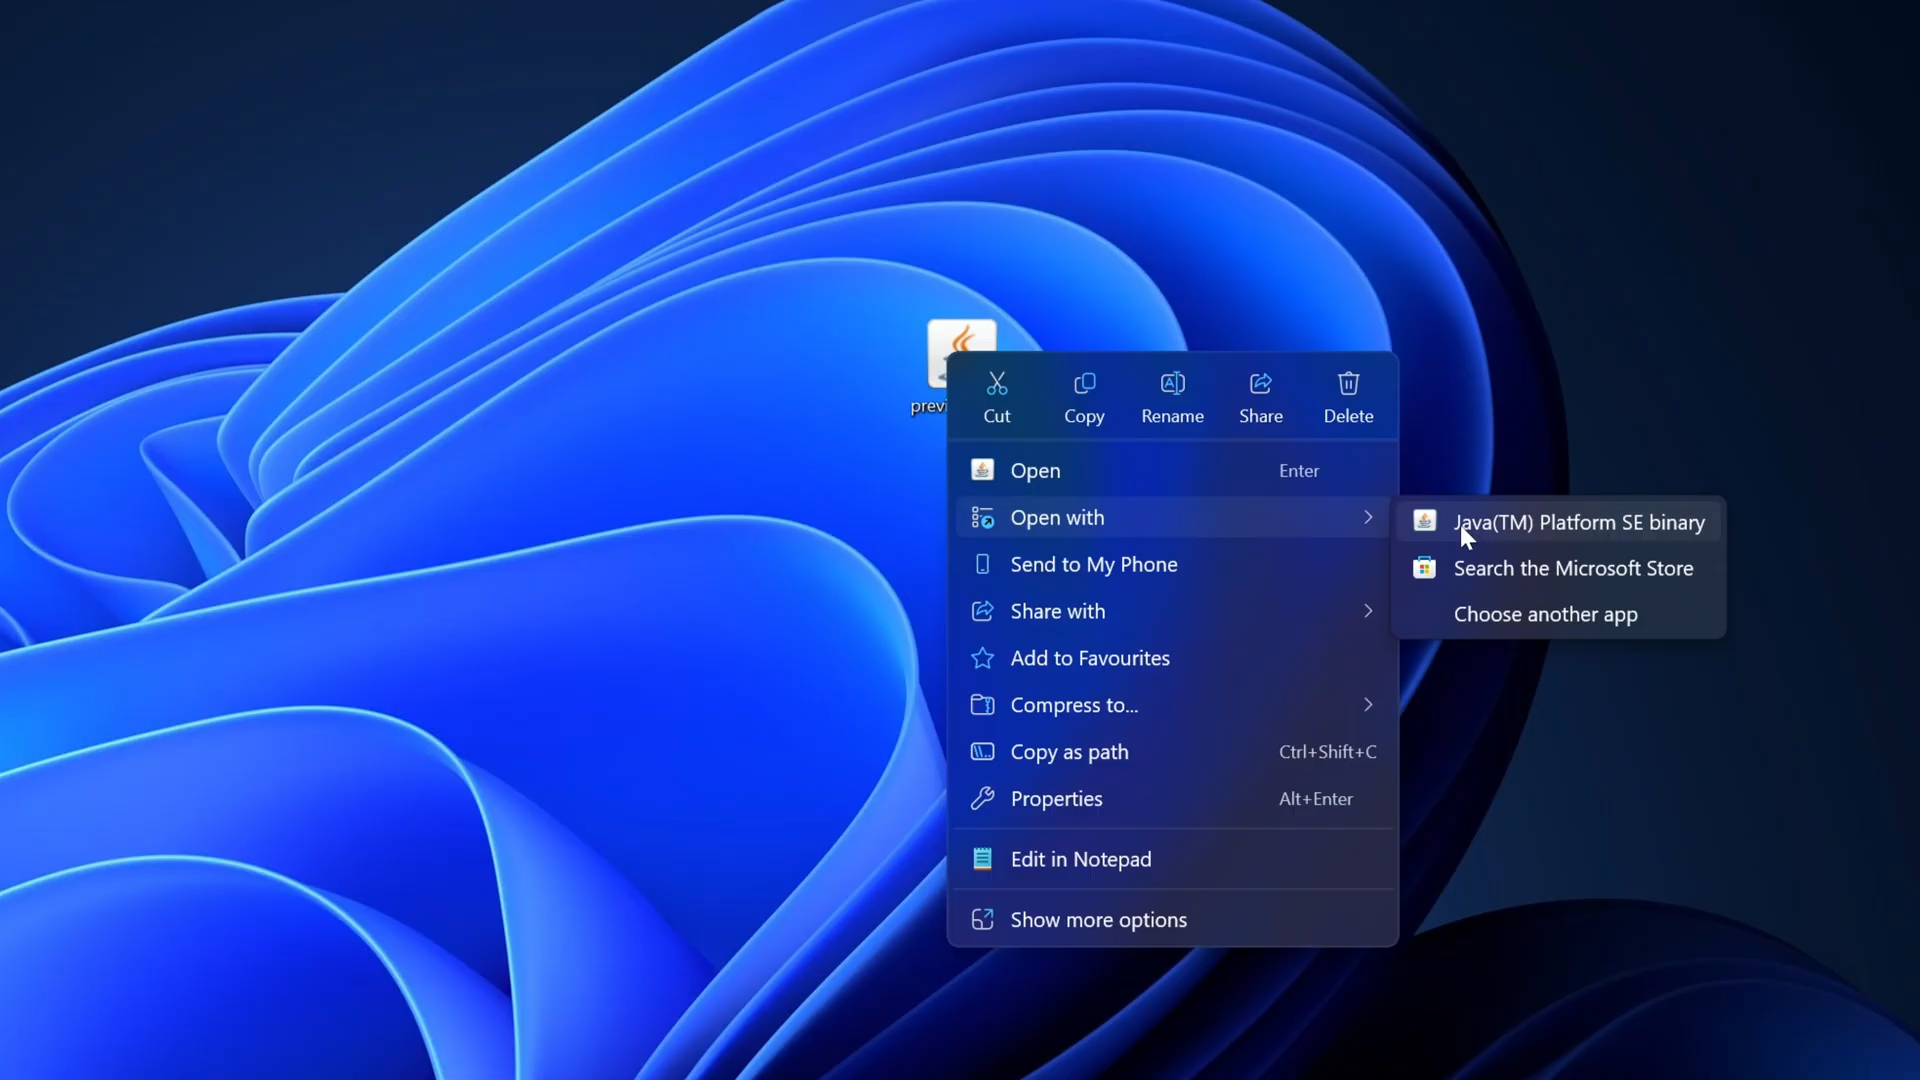 previ
Cut
Copy
Rename
Share
Delete
Open
Enter
Open with
Java(TM) Platform SE binary
Send to My Phone
Search the Microsoft Store
Share with
Choose another app
Add to Favourites
Compress to...
Copy as path
Ctrl+Shift+C
Properties
Alt+Enter
Edit in Notepad
Show more options